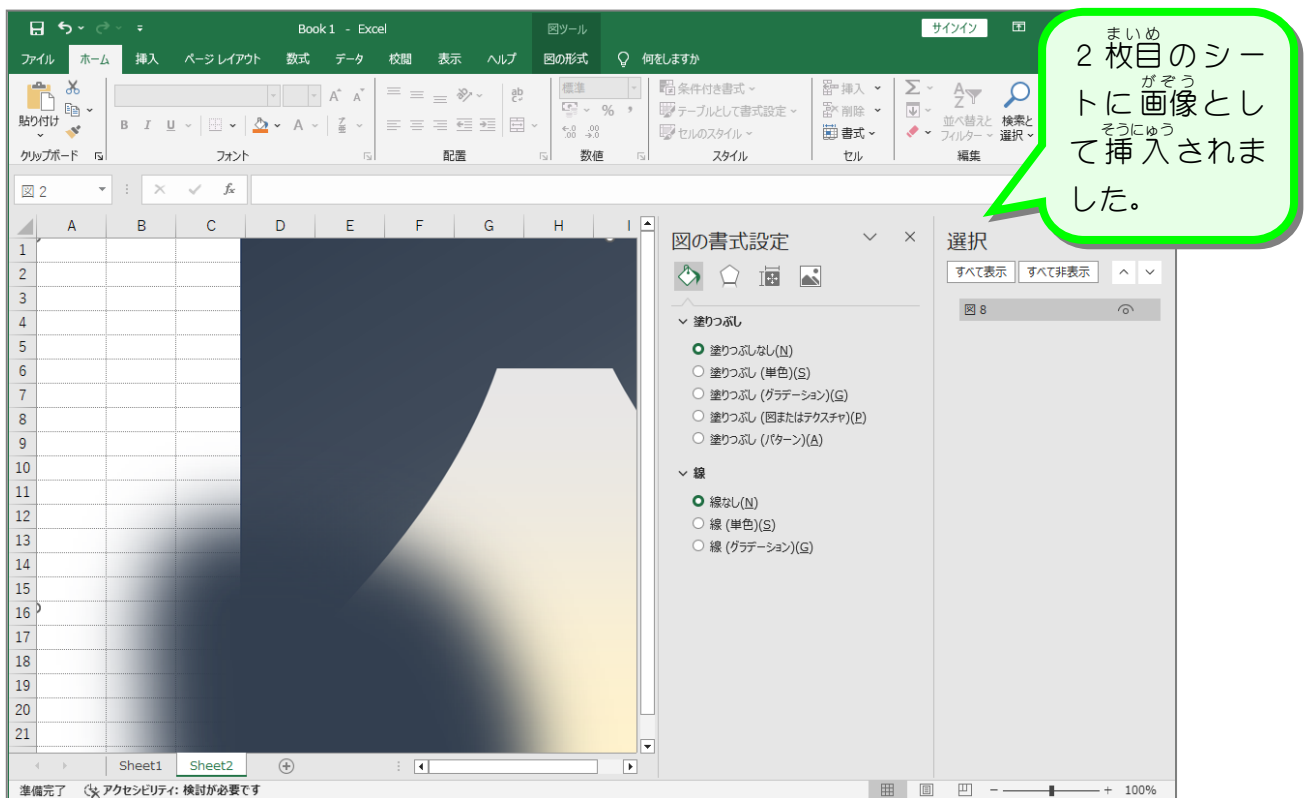 Book1 - Excel
図ツール
サインイン
ファイル ホーム 挿入 ページ レイアウト 数式 データ 校閲 表示 ヘルプ 図の形式 何をしますか
貼り付け
クリップボード
B I U
A A
A
フォント
ab
配置
標準
% ,
数値
条件付き書式
テーブルとして書式設定
セルのスタイル
スタイル
挿入
削除
書式
セル
並べ替えと
フィルター
検索と
選択
編集
まいめ
2枚目のシー
がぞう
トに画像とし
そうにゅう
て挿入されま
した。
図 2
fx
A B C D E F G H I
1
2
3
4
5
6
7
8
9
10
11
12
13
14
15
16
17
18
19
20
21
図の書式設定
塗りつぶし
塗りつぶしなし(N)
塗りつぶし (単色)(S)
塗りつぶし (グラデーション)(G)
塗りつぶし (図またはテクスチャ)(P)
塗りつぶし (パターン)(A)
線
線なし(N)
線 (単色)(S)
線 (グラデーション)(G)
選択
すべて表示 すべて非表示
図 8
Sheet1 Sheet2
準備完了 アクセシビリティ: 検討が必要です
100%